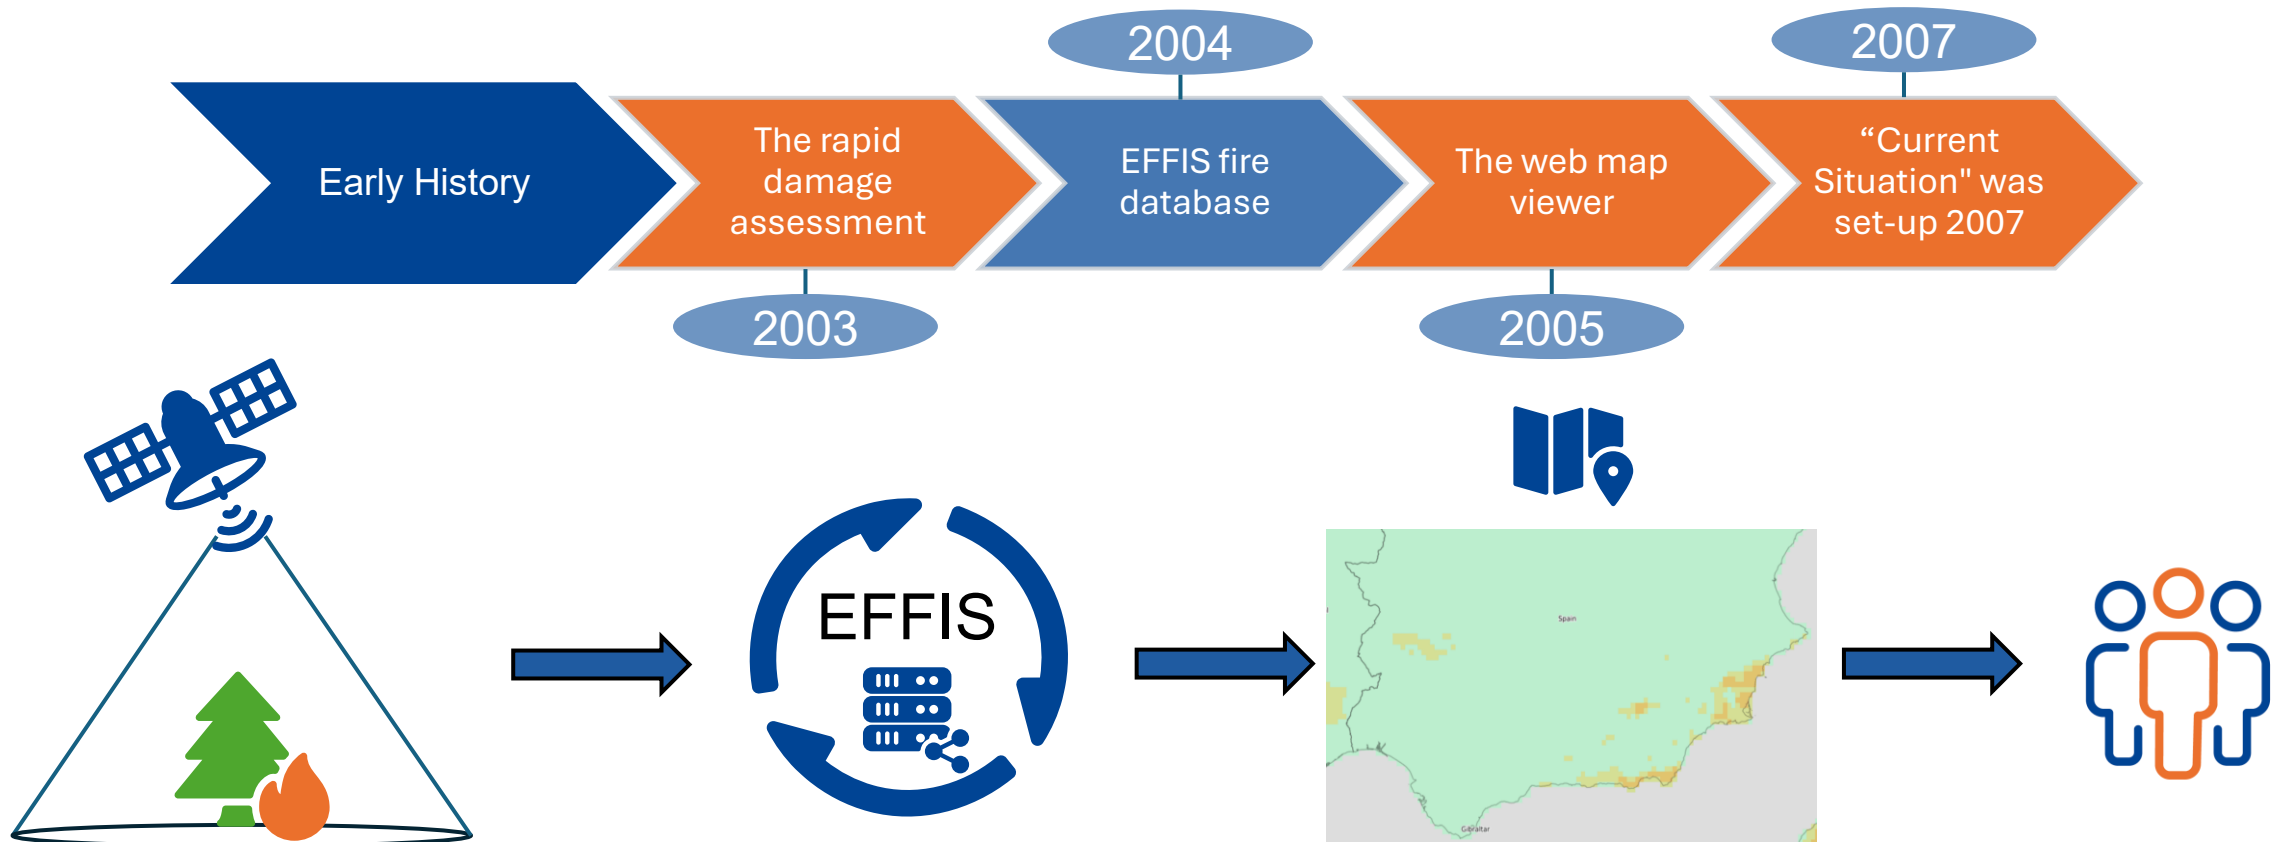 2004
2007
Early History
The rapid
damage
assessment
EFFIS fire
database
The web map
viewer
“Current
Situation" was
set-up 2007
2003
2005
EFFIS
Spain
Gibraltar